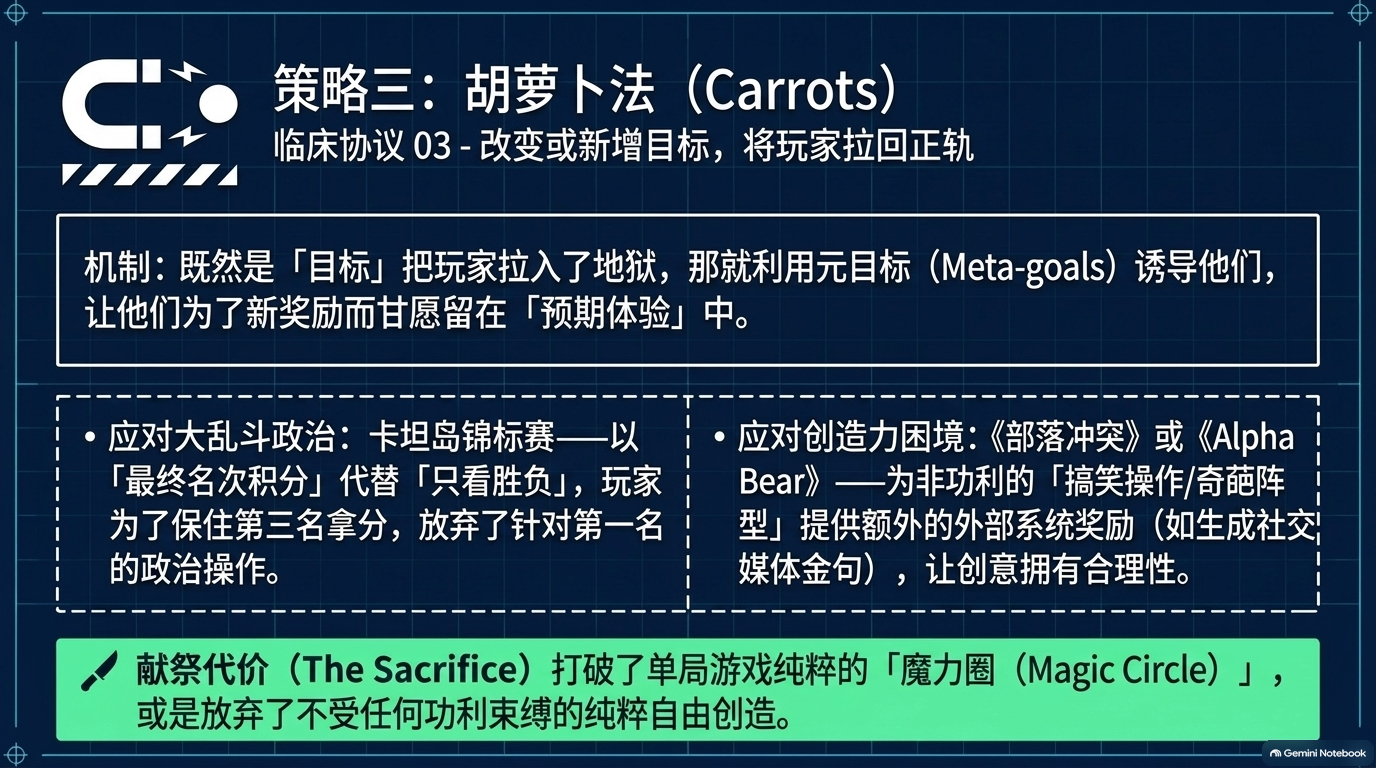 策略三：胡萝卜法（Carrots）
临床协议 03 - 改变或新增目标，将玩家拉回正轨
机制：既然是「目标」把玩家拉入了地狱，那就利用元目标（Meta-goals）诱导他们，
让他们为了新奖励而甘愿留在「预期体验」中。
• 应对大乱斗政治：卡坦岛锦标赛——以
「最终名次积分」代替「只看胜负」，玩家
为了保住第三名拿分，放弃了针对第一名
的政治操作。
• 应对创造力困境：《部落冲突》或《Alpha
Bear》——为非功利的「搞笑操作/奇葩阵
型」提供额外的外部系统奖励（如生成社交
媒体金句），让创意拥有合理性。
献祭代价（The Sacrifice）打破了单局游戏纯粹的「魔力圈（Magic Circle）」，
或是放弃了不受任何功利束缚的纯粹自由创造。
Gemini Notebook